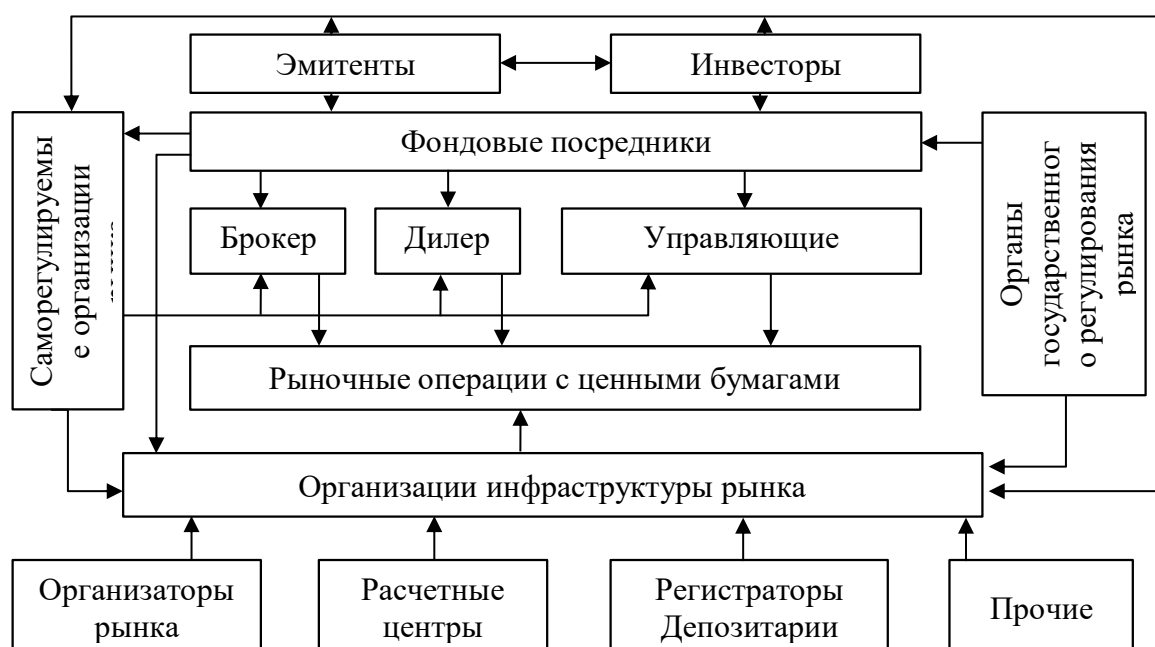 Эмитенты
Инвесторы
Саморегулируемы
е организации
Фондовые посредники
Органы
государственног
о регулирования
рынка
Брокер
Дилер
Управляющие
Рыночные операции с ценными бумагами
Организации инфраструктуры рынка
Организаторы
рынка
Расчетные
центры
Регистраторы
Депозитарии
Прочие